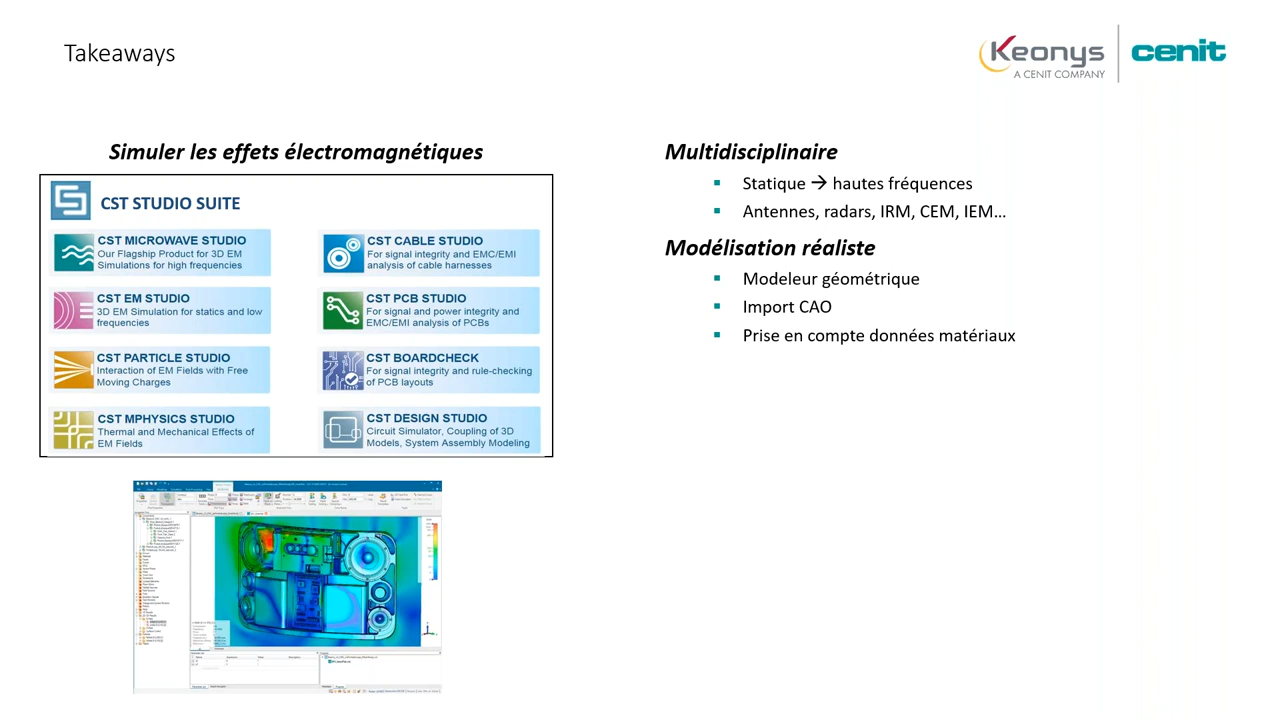 Takeaways
Keonys
A CENIT COMPANY
cenit
Simuler les effets électromagnétiques
CST STUDIO SUITE
CST MICROWAVE STUDIO
Our Flagship Product for 3D EM
Simulations for high frequencies
CST EM STUDIO
3D EM Simulation for statics and low
frequencies
CST PARTICLE STUDIO
Interaction of EM Fields with Free
Moving Charges
CST MPHYSICS STUDIO
Thermal and Mechanical Effects of
EM Fields
CST CABLE STUDIO
For signal integrity and EMC/EMI
analysis of cable harnesses
CST PCB STUDIO
For signal and power integrity and
EMC/EMI analysis of PCBs
CST BOARDCHECK
For signal integrity and rule-checking
of PCB layouts
CST DESIGN STUDIO
Circuit Simulator, Coupling of 3D
Models, System Assembly Modeling
Multidisciplinaire
▪ Statique → hautes fréquences
▪ Antennes, radars, IRM, CEM, IEM…
Modélisation réaliste
▪ Modeleur géométrique
▪ Import CAO
▪ Prise en compte données matériaux